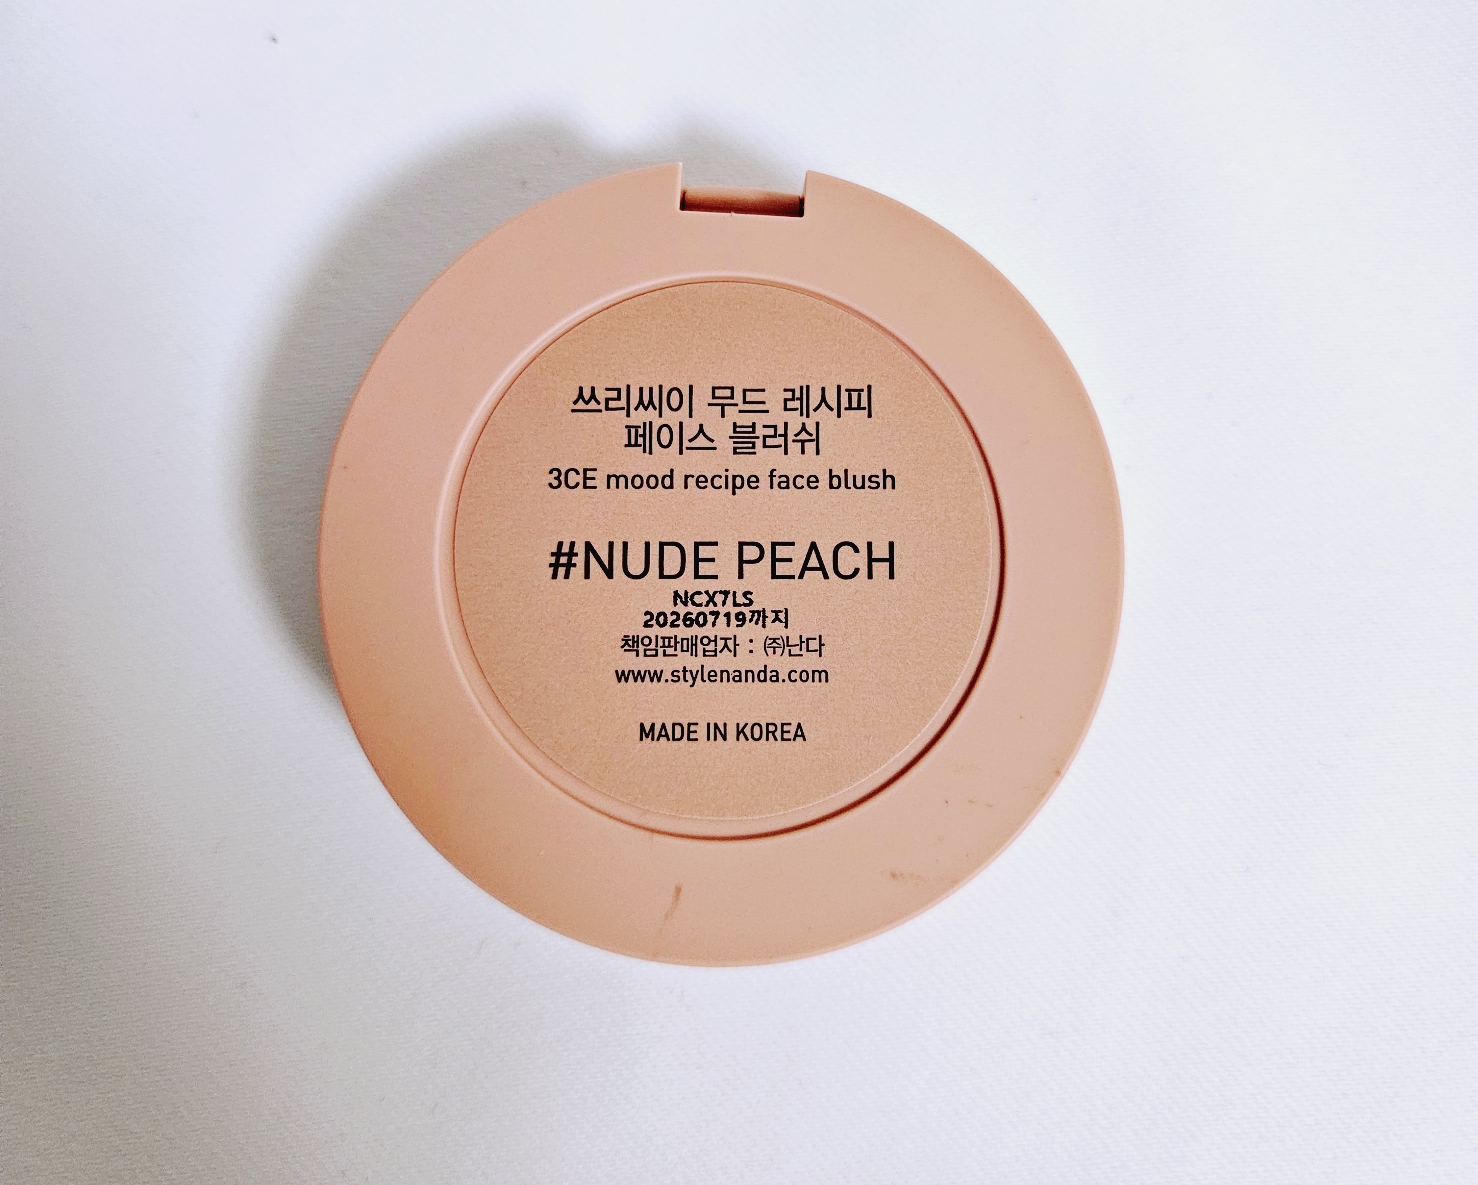 쓰리씨이 무드 레시피
페이스 블러쉬
3CE mood recipe face blush
#NUDE PEACH
NCX7LS
20260719까지
책임판매업자 : ㈜난다
www.stylenanda.com
MADE IN KOREA